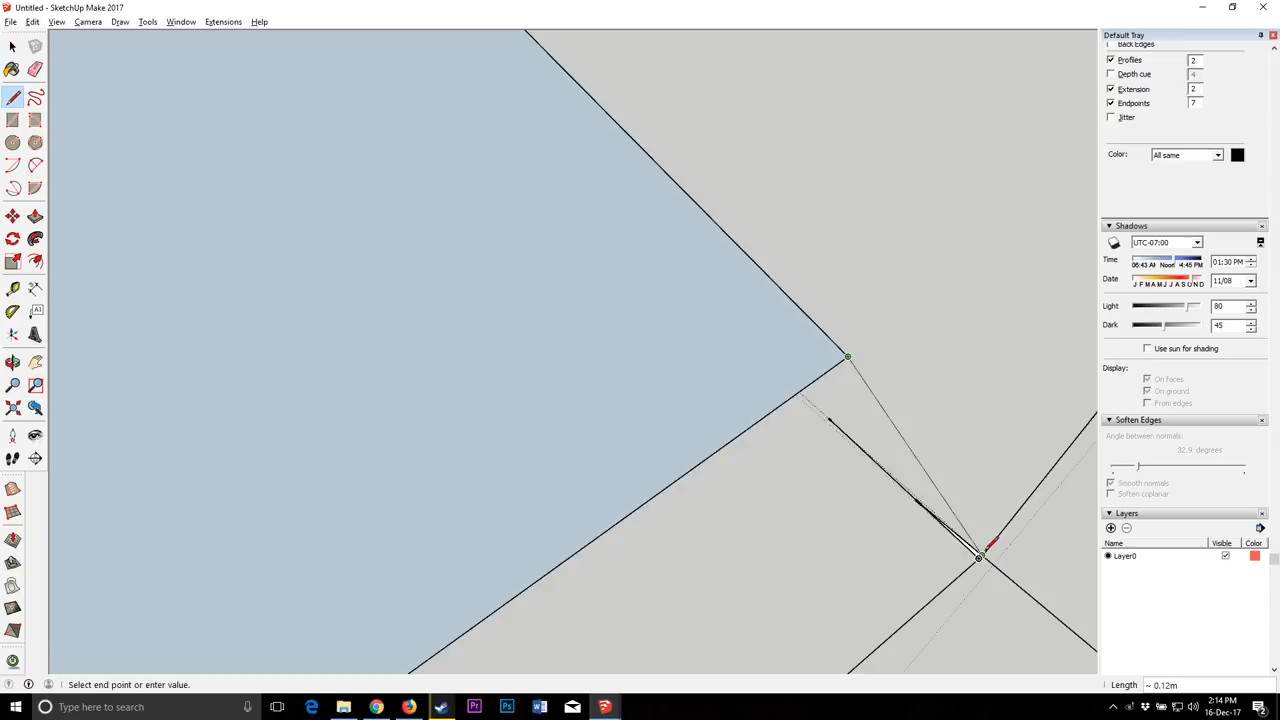 Untitled - SketchUp Make 2017
File Edit View Camera Draw Tools Window Extensions Help
Default Tray
Back Edges
Profiles 2
Depth cue 4
Extension 2
Endpoints 7
Jitter
Color: All same
Shadows
UTC-07:00
Time 06:43 AM Noon 4:45 PM 01:30 PM
Date J F M A M J J A S O N D 11/08
Light 80
Dark 45
Use sun for shading
Display:
On faces
On ground
From edges
Soften Edges
Angle between normals:
32.9 degrees
Smooth normals
Soften coplanar
Layers
Name Visible Color
Layer0
Select end point or enter value.
Length ~ 0.12m
Type here to search
2:14 PM
16-Dec-17